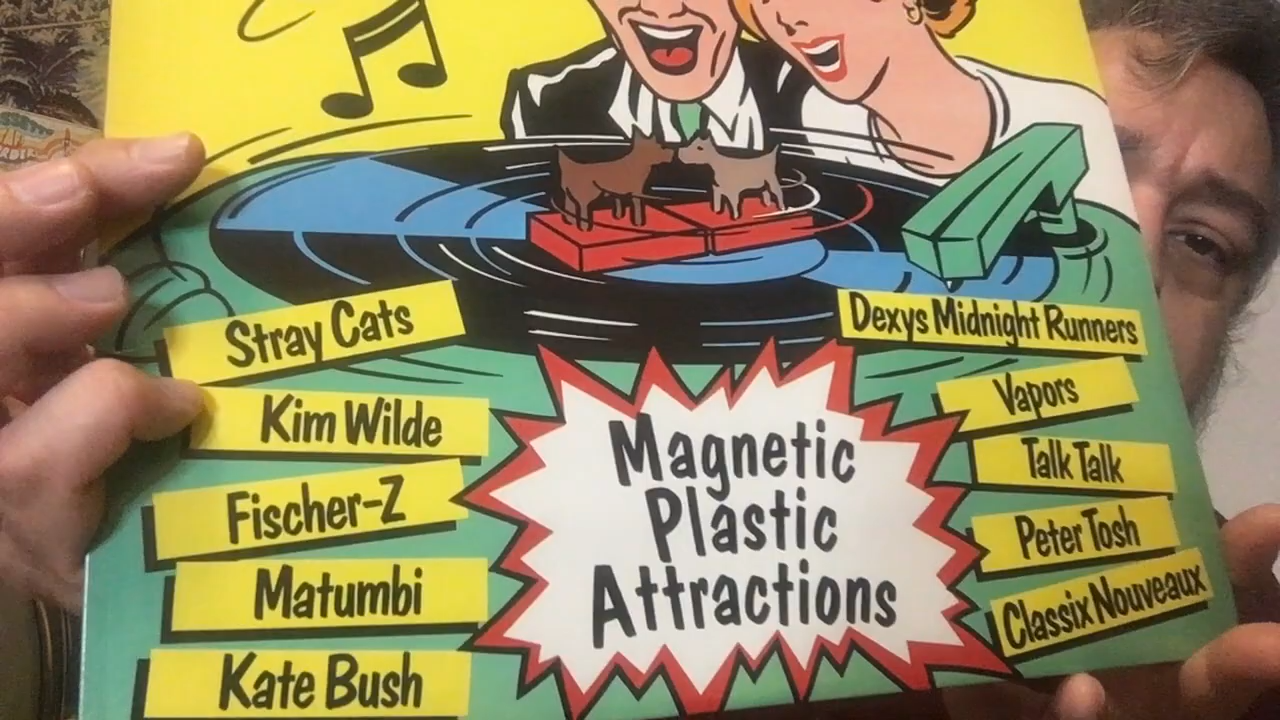 Stray Cats
Kim Wilde
Fischer-Z
Matumbi
Kate Bush
Magnetic
Plastic
Attractions
Dexys Midnight Runners
Vapors
Talk Talk
Peter Tosh
Classix Nouveaux